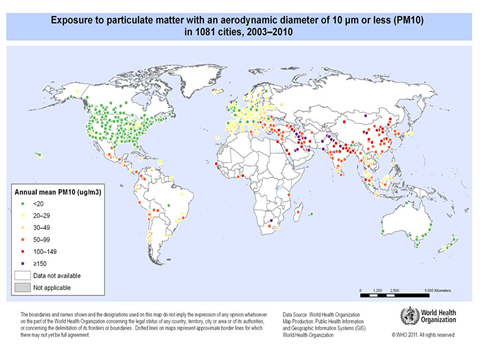 Exposure to particulate matter with an aerodynamic diameter of 10 μm or less (PM10)
in 1081 cities, 2003–2010
Annual mean PM10 (ug/m3)
<20
20–29
30–49
50–99
100–149
≥150
Data not available
Not applicable
0 1,250 2,500 5,000 Kilometers
The boundaries and names shown and the designations used on this map do not imply the expression of any opinion whatsoever
on the part of the World Health Organization concerning the legal status of any country, territory, city or area or of its authorities,
or concerning the delimitation of its frontiers or boundaries. Dotted lines on maps represent approximate border lines for which
there may not yet be full agreement.
Data Source: World Health Organization
Map Production: Public Health Information
and Geographic Information Systems (GIS)
World Health Organization
World Health
Organization
© WHO 2011. All rights reserved.